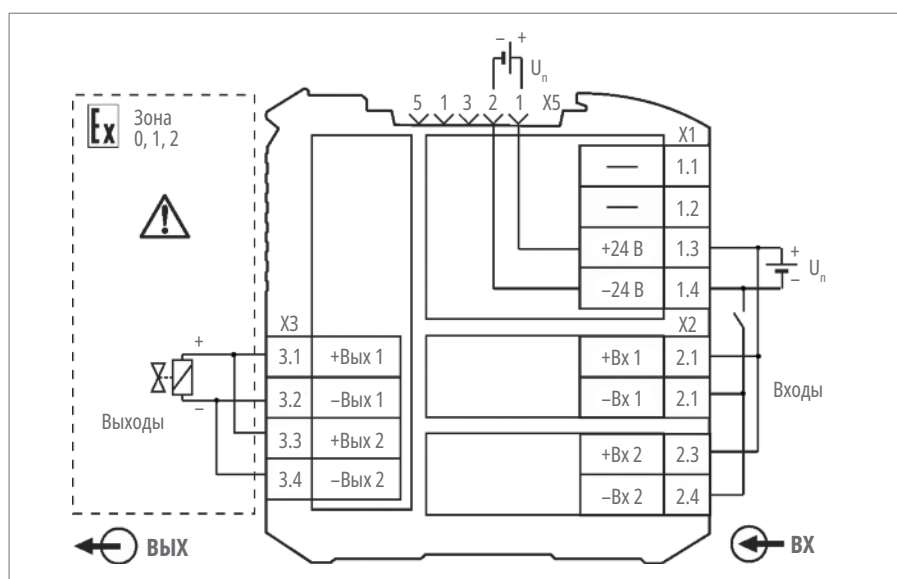 − +
Uп
5 1 3 2 1 X5
Ex Зона
0, 1, 2
X1
— 1.1
— 1.2
+24 В 1.3
−24 В 1.4
+
Uп
−
X3
3.1 +Вых 1
3.2 −Вых 1
3.3 +Вых 2
3.4 −Вых 2
+
−
Выходы
X2
+Вх 1 2.1
−Вх 1 2.1
+Вх 2 2.3
−Вх 2 2.4
Входы
ВЫХ
ВХ